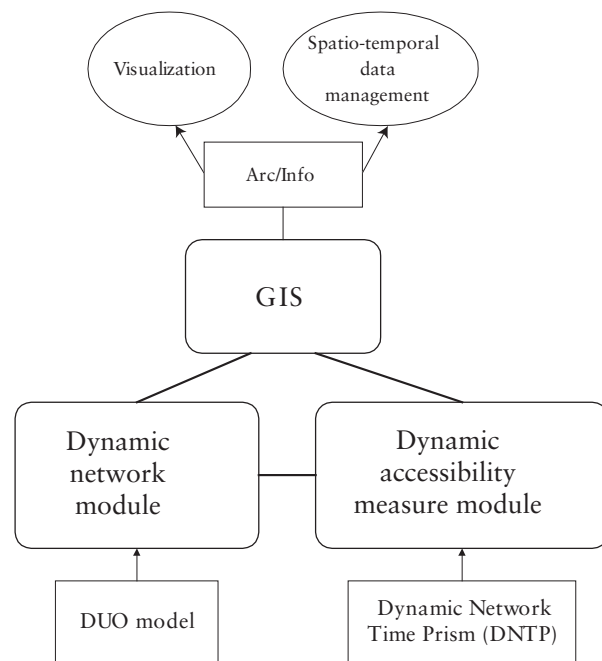 Visualization
Spatio-temporal
data
management
Arc/Info
GIS
Dynamic
network
module
Dynamic
accessibility
measure module
DUO model
Dynamic Network
Time Prism (DNTP)